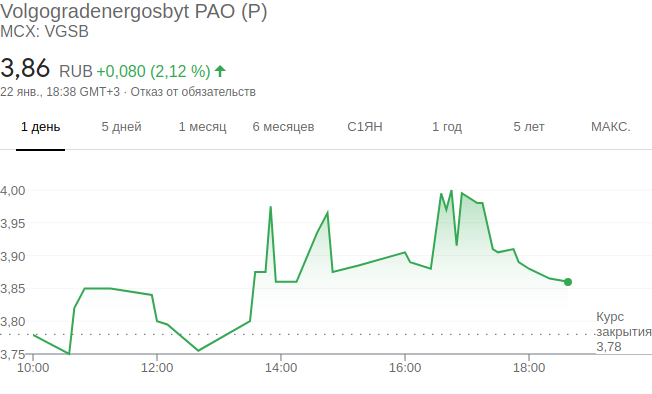 Volgogradenergosbyt PAO (P)
MCX: VGSB
3,86 RUB +0,080 (2,12 %)
22 янв., 18:38 GMT+3 · Отказ от обязательств
1 день 5 дней 1 месяц 6 месяцев С1ЯН 1 год 5 лет МАКС.
4,00
3,95
3,90
3,85
3,80
3,75
Курс
закрытия
3,78
10:00 12:00 14:00 16:00 18:00